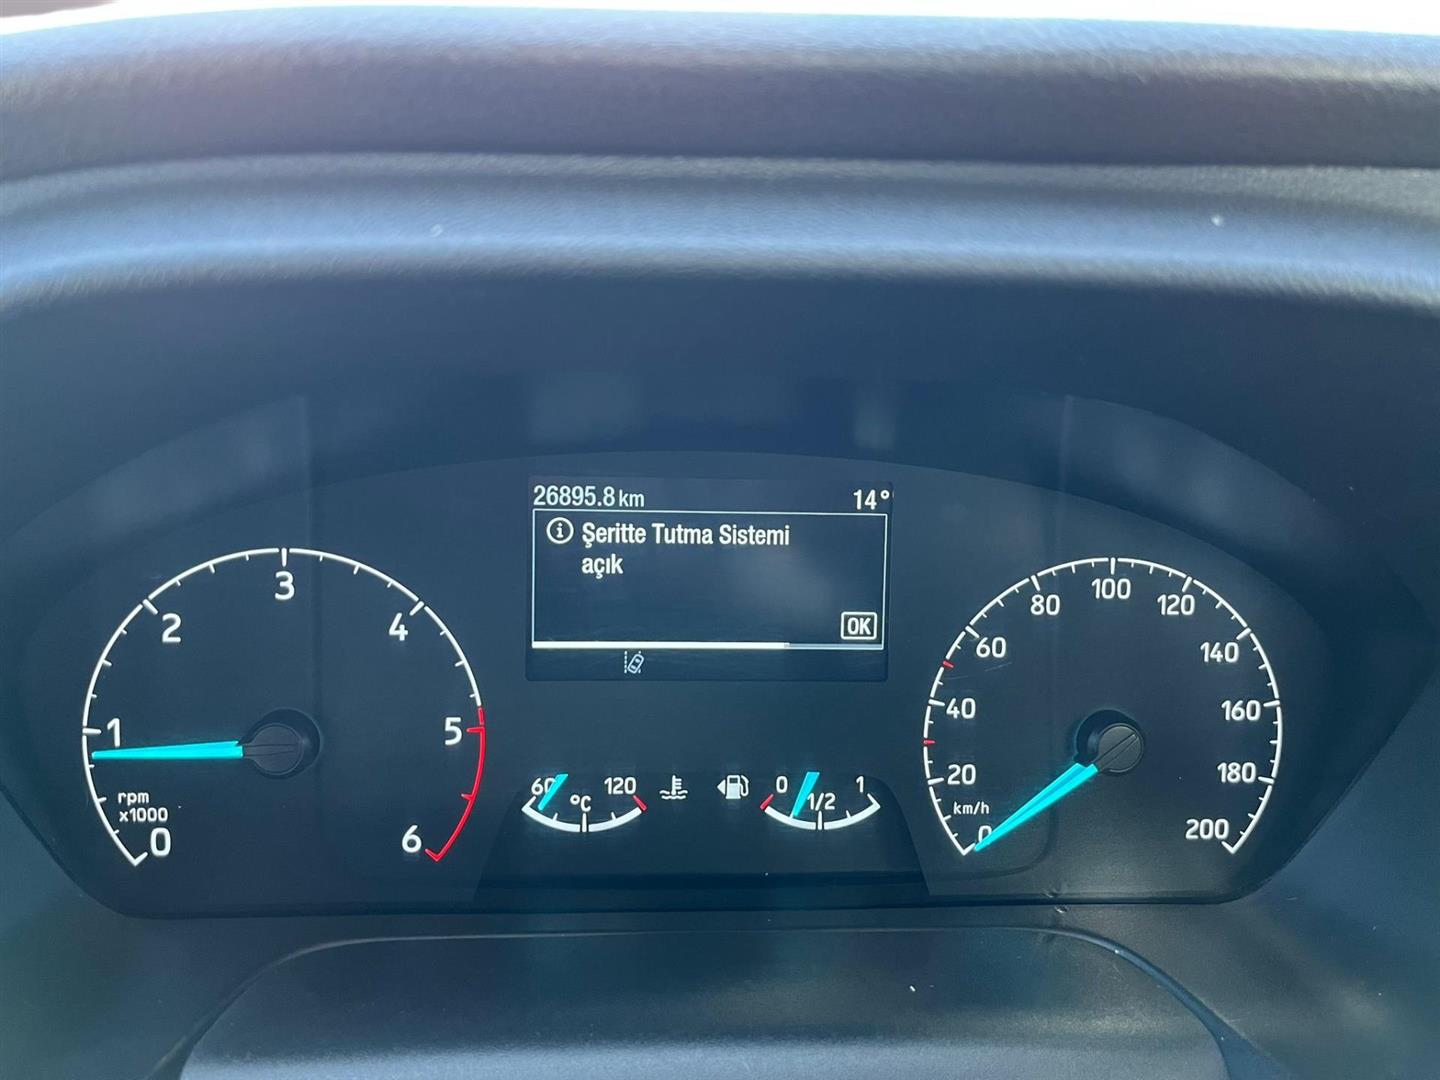 26895.8 km 14°
Şeritte Tutma Sistemi
açık
OK
0 1 2 3 4 5 6
rpm
x1000
60 120
°C
0 1/2 1
0 20 40 60 80 100 120 140 160 180 200
km/h